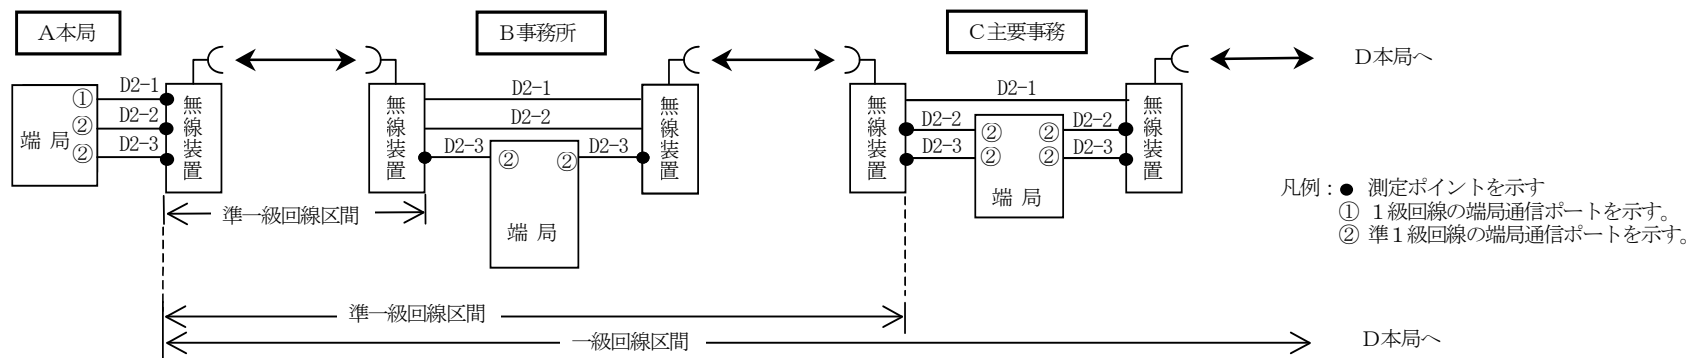 A本局
B事務所
C主要事務
D本局へ
端 局
①
②
②
D2-1
D2-2
D2-3
無線装置
無線装置
D2-1
D2-2
D2-3
②
②
D2-3
端 局
無線装置
無線装置
D2-1
D2-2
D2-3
②
②
②
②
D2-2
D2-3
端 局
無線装置
凡例:● 測定ポイントを示す
① 1級回線の端局通信ポートを示す。
② 準1級回線の端局通信ポートを示す。
準一級回線区間
準一級回線区間
一級回線区間
D本局へ